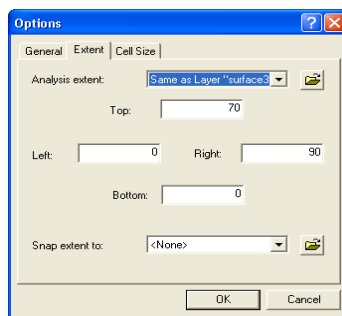 Options
General Extent Cell Size
Analysis extent: Same as Layer "surface3
Top: 70
Left: 0 Right: 90
Bottom: 0
Snap extent to: <None>
OK Cancel